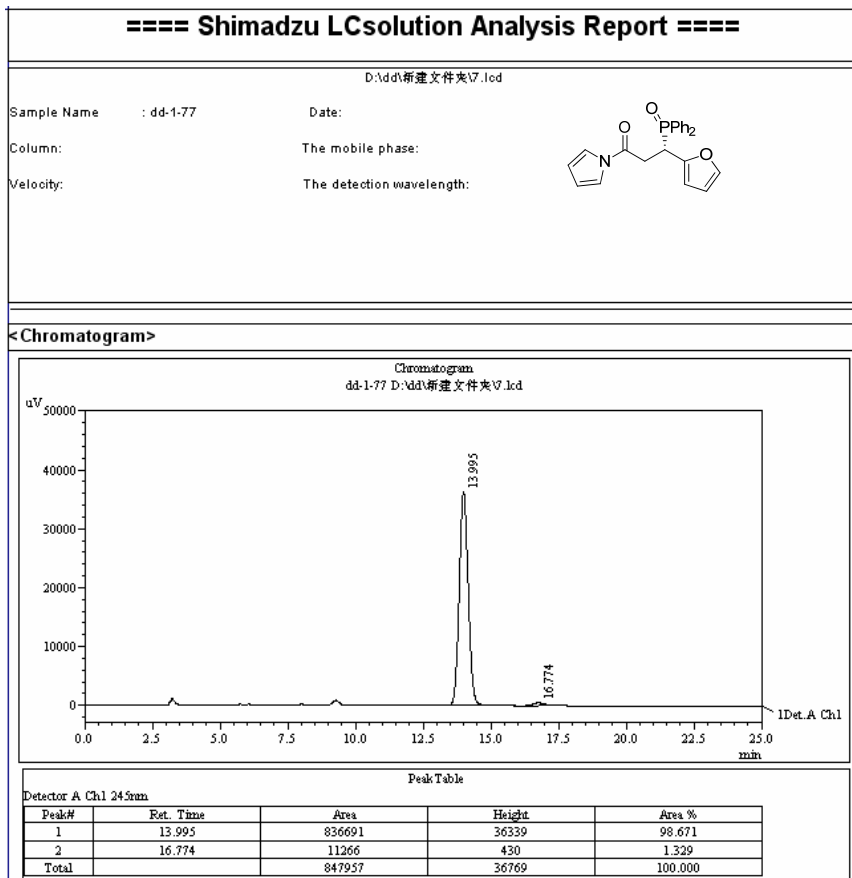 ==== Shimadzu LCsolution Analysis Report ====
D:\dd\新建文件夹\7.lcd
Sample Name : dd-1-77 Date:
Column: The mobile phase:
Velocity: The detection wavelength:
O
O PPh2
N O
<Chromatogram>
Chromatogram
dd-1-77 D:\dd\新建文件夹\7.lcd
uV
50000
40000
30000
20000
10000
0
13.995
16.774
1Det.A Ch1
0.0 2.5 5.0 7.5 10.0 12.5 15.0 17.5 20.0 22.5 25.0
min
PeakTable
Detector A Ch1 245nm
Peak# Ret. Time Area Height Area %
1 13.995 836691 36339 98.671
2 16.774 11266 430 1.329
Total 847957 36769 100.000